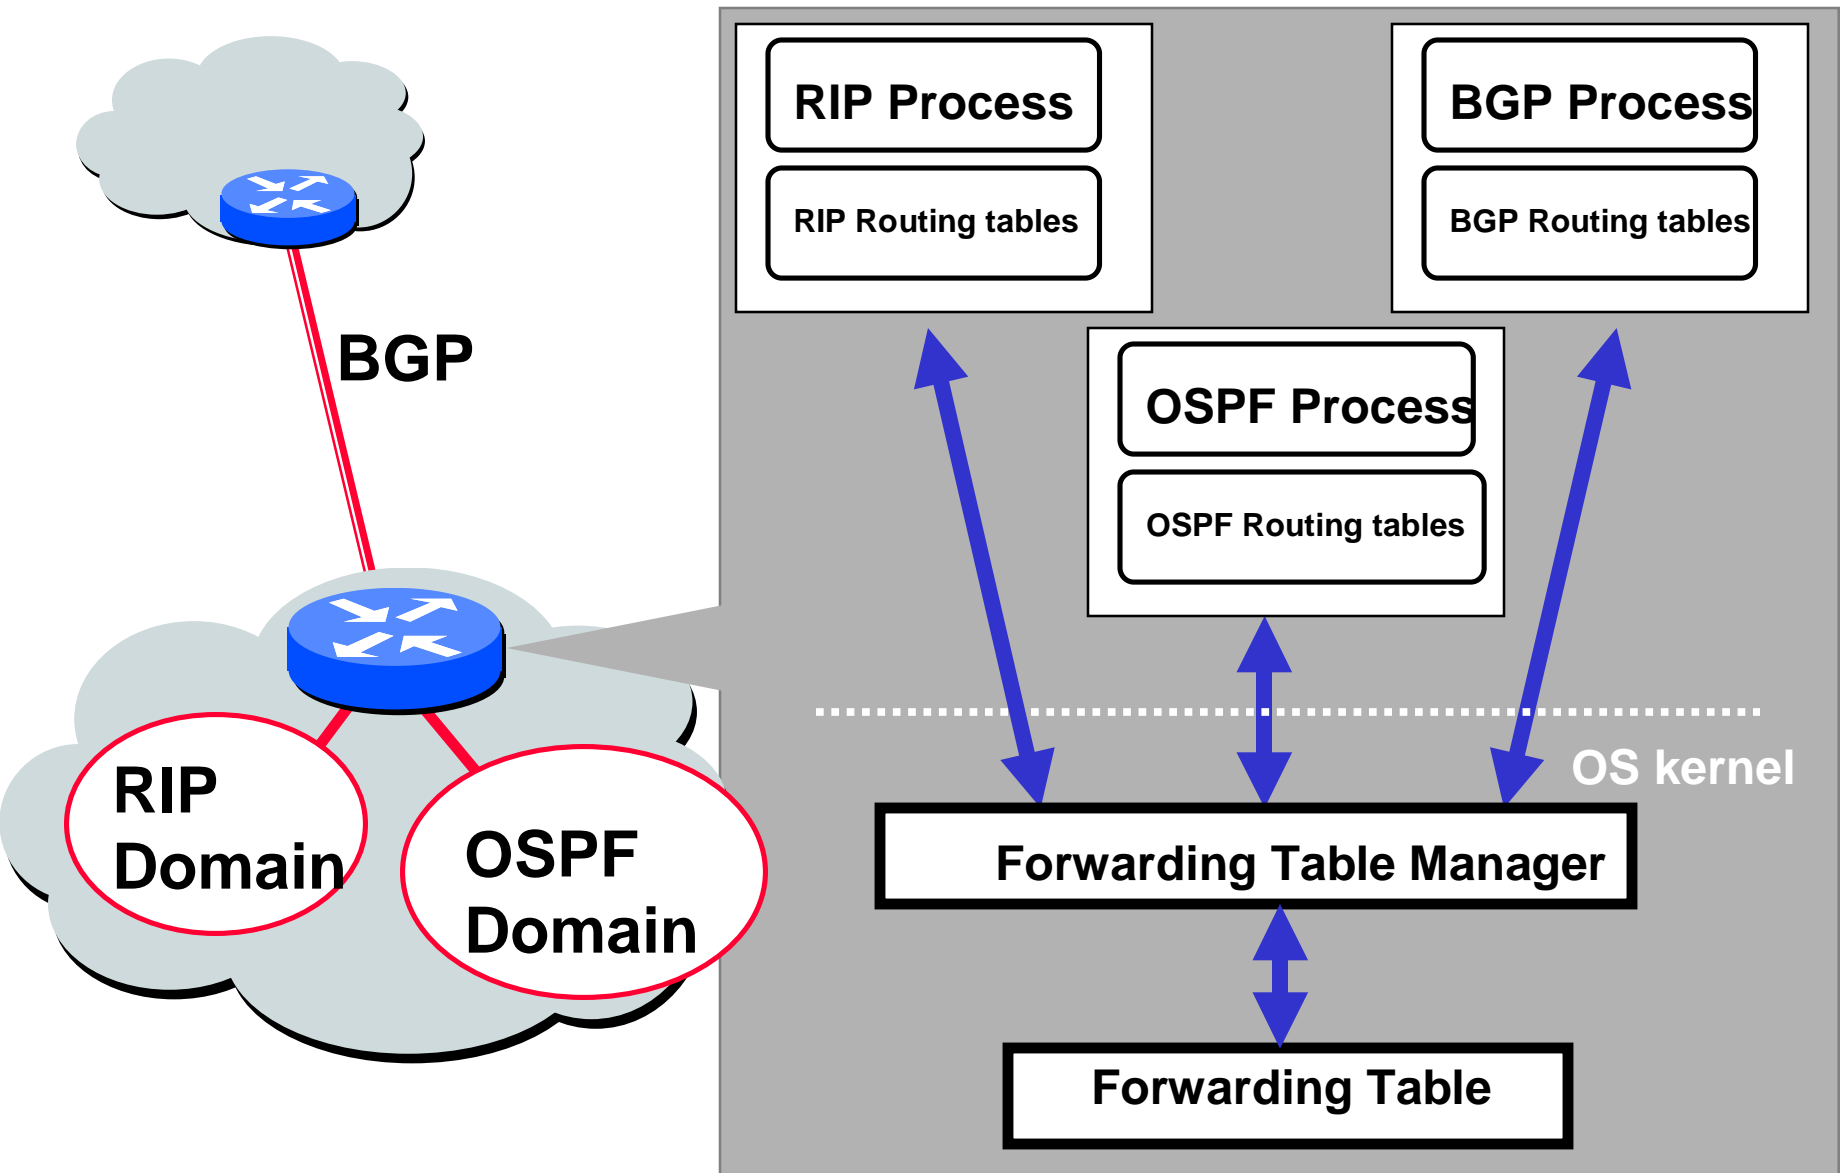 BGP
RIP
Domain
OSPF
Domain
RIP Process
RIP Routing tables
BGP Process
BGP Routing tables
OSPF Process
OSPF Routing tables
OS kernel
Forwarding Table Manager
Forwarding Table